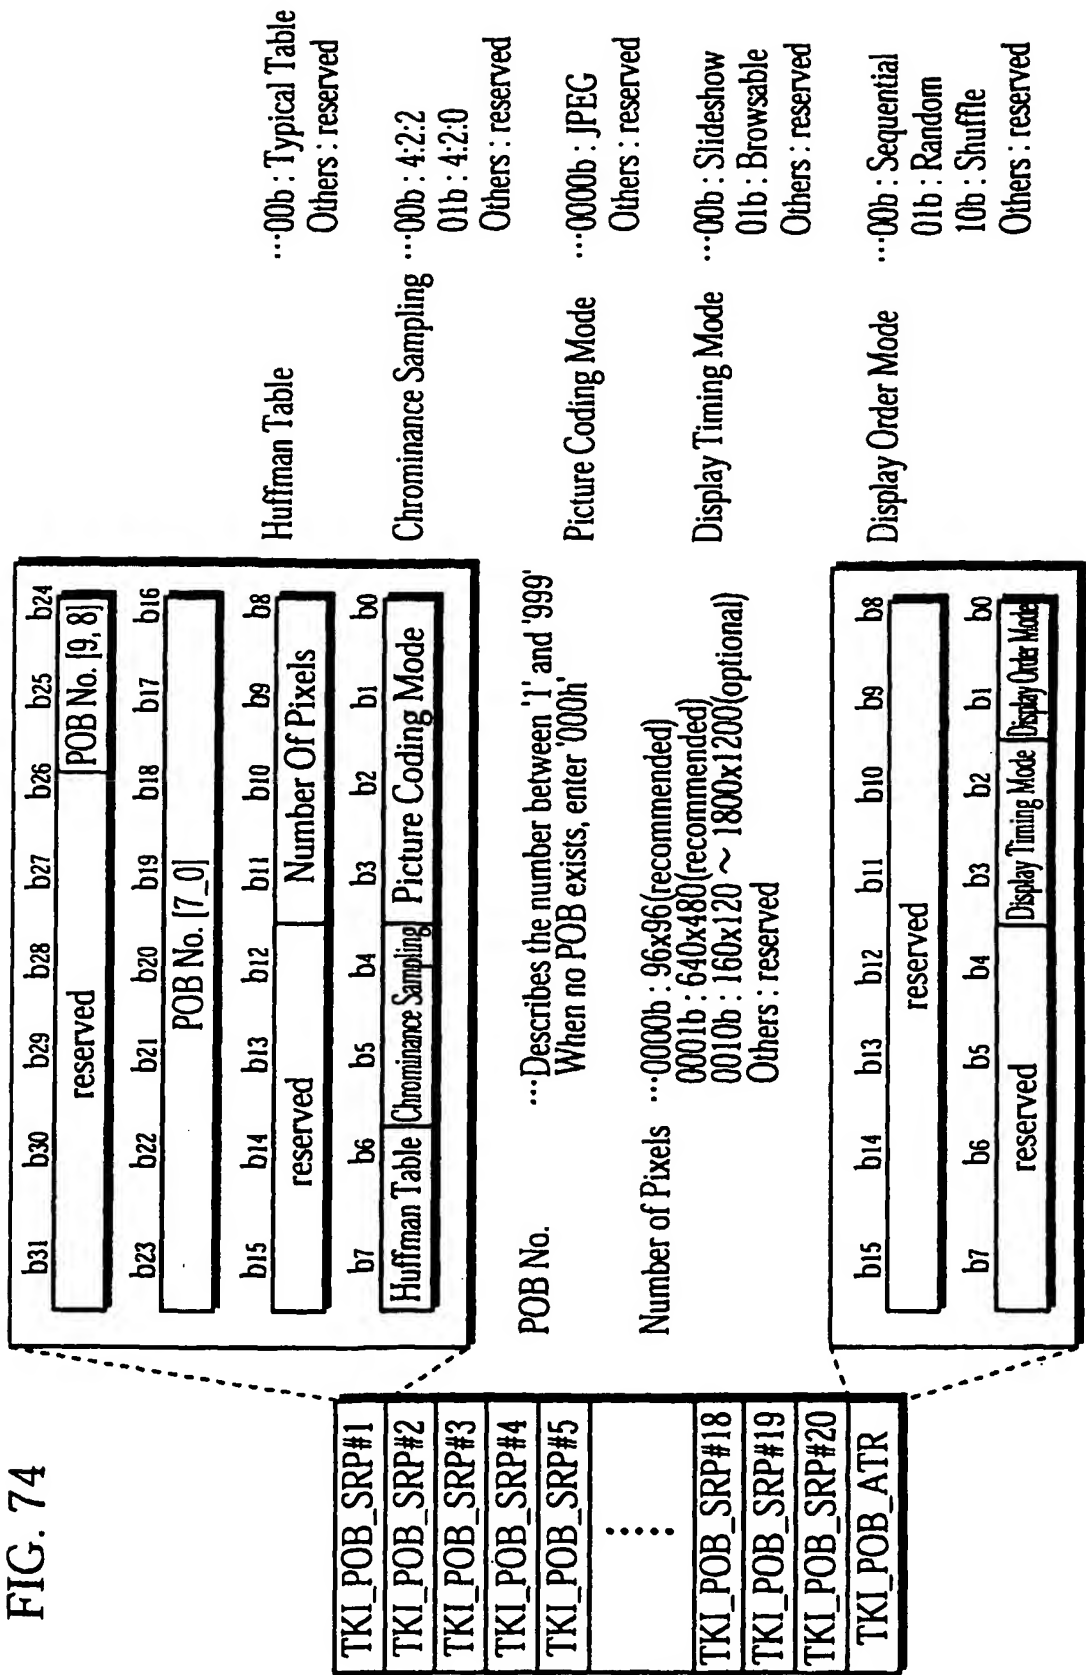 FIG. 74
TKI_POB_SRP#1
TKI_POB_SRP#2
TKI_POB_SRP#3
TKI_POB_SRP#4
TKI_POB_SRP#5
.....
TKI_POB_SRP#18
TKI_POB_SRP#19
TKI_POB_SRP#20
TKI_POB_ATR
b31 b30 b29 b28 b27 b26 b25 b24
reserved POB No. [9, 8]
b23 b22 b21 b20 b19 b18 b17 b16
POB No. [7_0]
b15 b14 b13 b12 b11 b10 b9 b8
reserved Number Of Pixels
b7 b6 b5 b4 b3 b2 b1 b0
Huffman Table Chrominance Sampling Picture Coding Mode
POB No. ...Describes the number between '1' and '999'
When no POB exists, enter '000h'
Number of Pixels ...0000b : 96x96(recommended)
0001b : 640x480(recommended)
0010b : 160x120 ~ 1800x1200(optional)
Others : reserved
b15 b14 b13 b12 b11 b10 b9 b8
reserved
b7 b6 b5 b4 b3 b2 b1 b0
reserved Display Timing Mode Display Order Mode
Huffman Table ...00b : Typical Table
Others : reserved
Chrominance Sampling ...00b : 4:2:2
01b : 4:2:0
Others : reserved
Picture Coding Mode ...0000b : JPEG
Others : reserved
Display Timing Mode ...00b : Slideshow
01b : Browsable
Others : reserved
Display Order Mode ...00b : Sequential
01b : Random
10b : Shuffle
Others : reserved